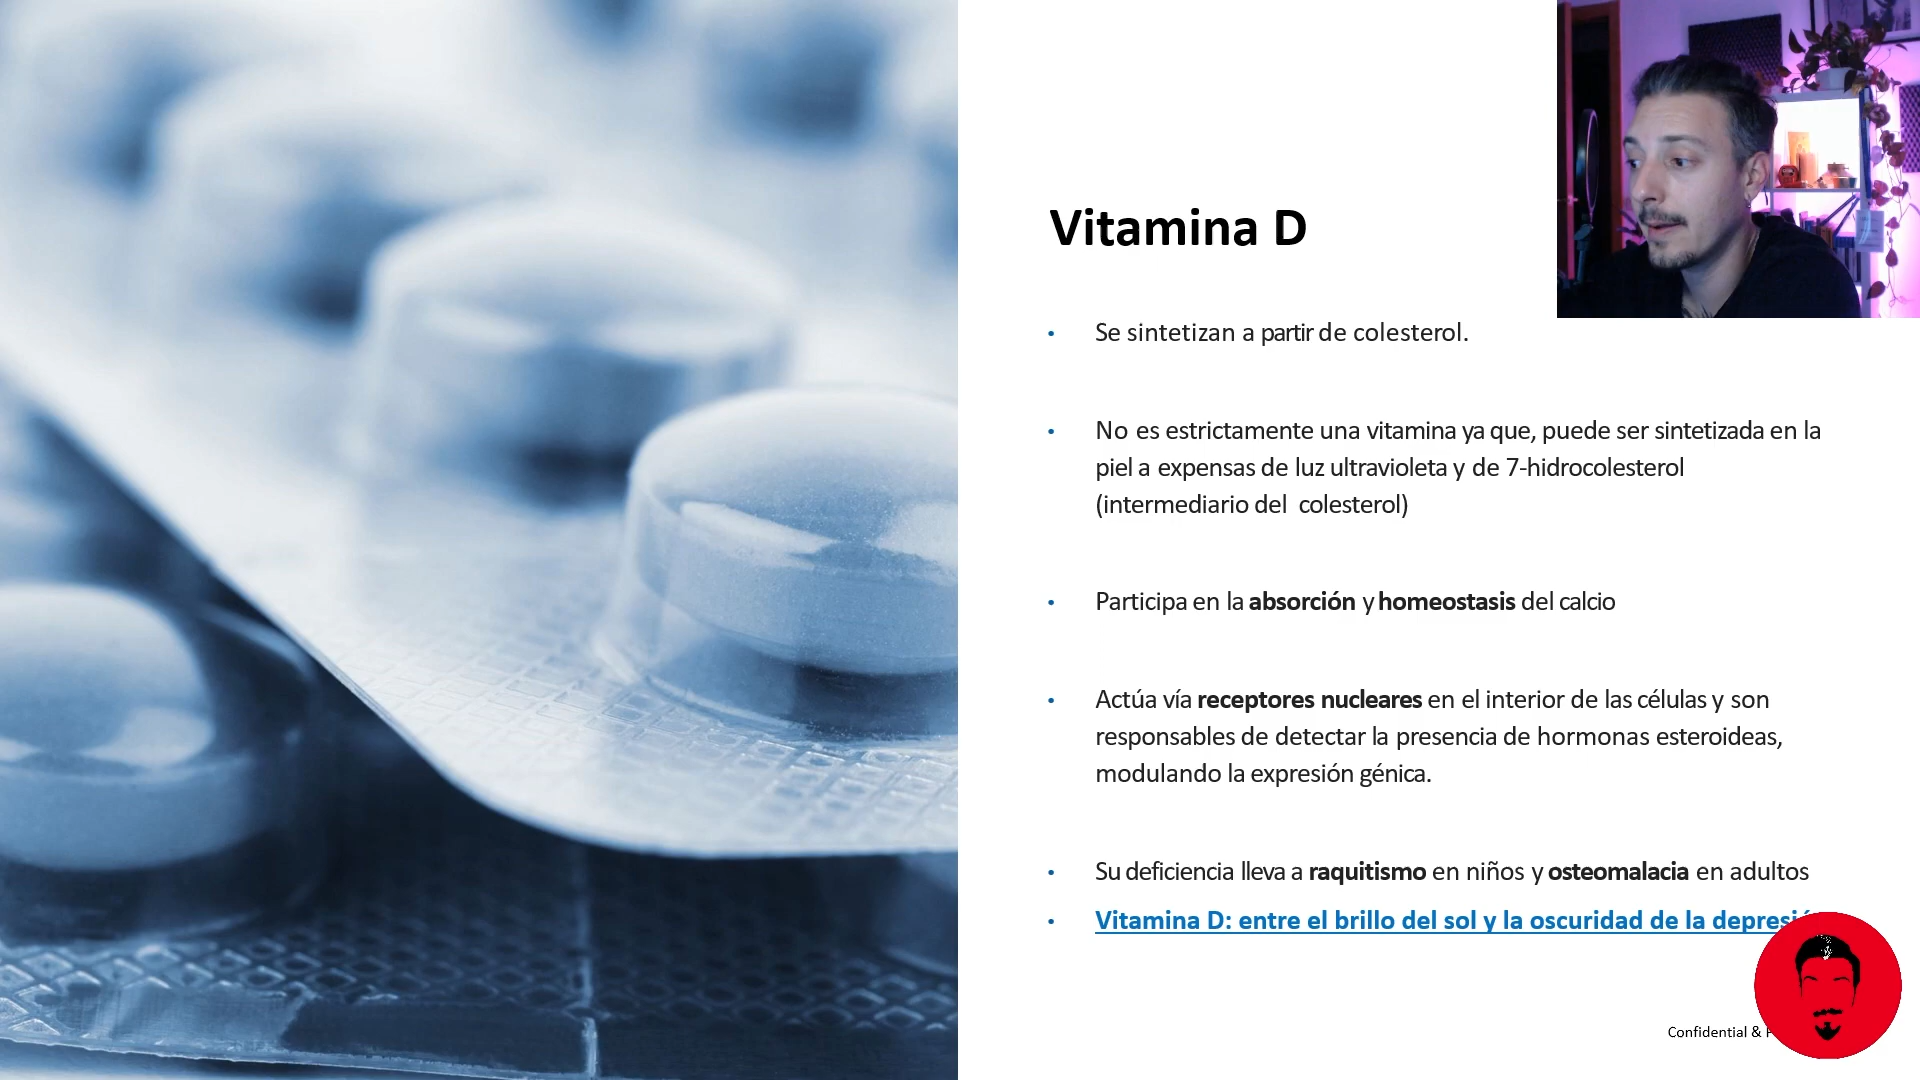 Vitamina D
Se sintetizan a partir de colesterol.
No es estrictamente una vitamina ya que, puede ser sintetizada en la
piel a expensas de luz ultravioleta y de 7-hidrocolesterol
(intermediario del colesterol)
Participa en la absorción y homeostasis del calcio
Actúa vía receptores nucleares en el interior de las células y son
responsables de detectar la presencia de hormonas esteroideas,
modulando la expresión génica.
Su deficiencia lleva a raquitismo en niños y osteomalacia en adultos
Vitamina D: entre el brillo del sol y la oscuridad de la
Confidential &